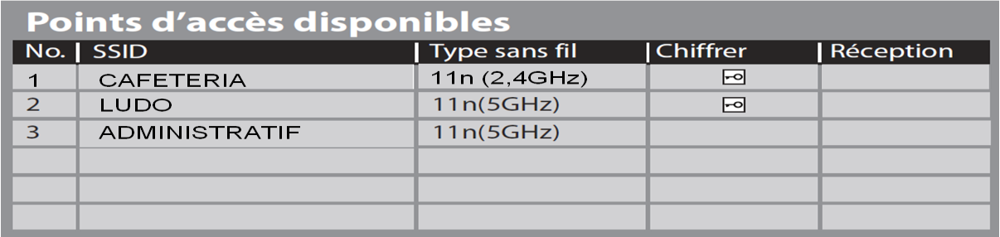 Points d'accès disponibles
No. SSID Type sans fil Chiffrer Réception
1 CAFETERIA 11n (2,4GHz)
2 LUDO 11n(5GHz)
3 ADMINISTRATIF 11n(5GHz)